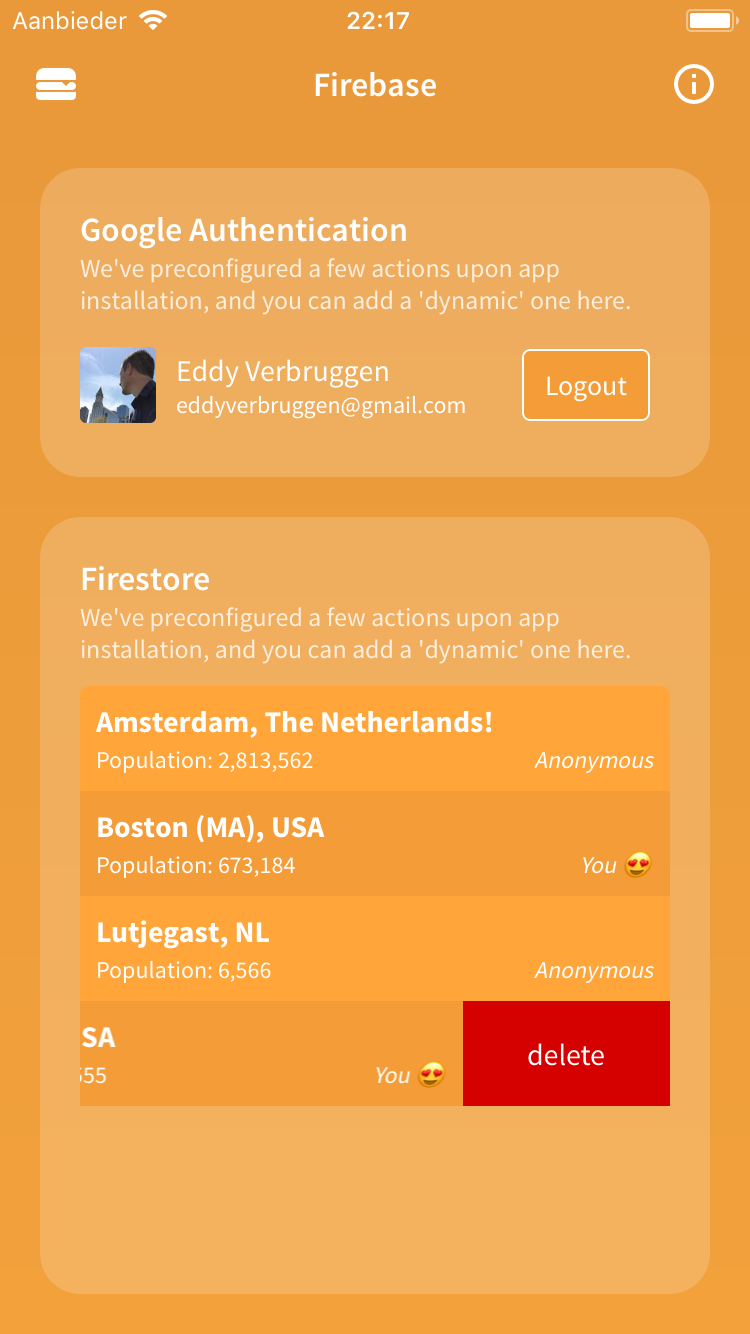 Aanbieder 22:17
Firebase
Google Authentication
We've preconfigured a few actions upon app
installation, and you can add a 'dynamic' one here.
Eddy Verbruggen
eddyverbruggen@gmail.com
Logout
Firestore
We've preconfigured a few actions upon app
installation, and you can add a 'dynamic' one here.
Amsterdam, The Netherlands!
Population: 2,813,562 Anonymous
Boston (MA), USA
Population: 673,184 You 😍
Lutjegast, NL
Population: 6,566 Anonymous
SA
55 You 😍
delete